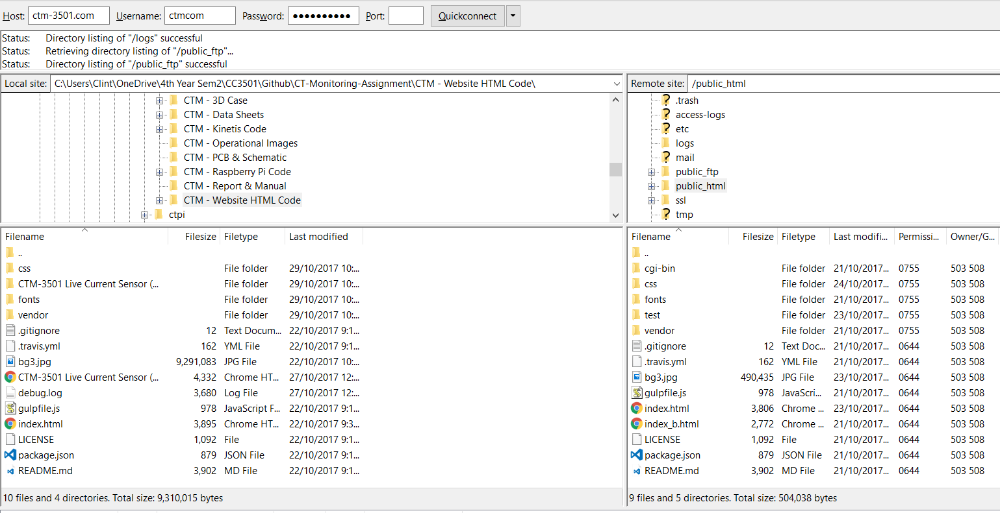 Host: ctm-3501.com Username: ctmcom Password: ●●●●●●●●●● Port: Quickconnect
Status: Directory listing of "/logs" successful
Status: Retrieving directory listing of "/public_ftp"...
Status: Directory listing of "/public_ftp" successful
Local site: C:\Users\Clint\OneDrive\4th Year Sem2\CC3501\Github\CT-Monitoring-Assignment\CTM - Website HTML Code\
CTM - 3D Case
CTM - Data Sheets
CTM - Kinetis Code
CTM - Operational Images
CTM - PCB & Schematic
CTM - Raspberry Pi Code
CTM - Report & Manual
CTM - Website HTML Code
ctpi
Remote site: /public_html
? .trash
? access-logs
? etc
logs
? mail
public_ftp
public_html
ssl
? tmp
Filename Filesize Filetype Last modified
..
css File folder 29/10/2017 10:...
CTM-3501 Live Current Sensor (... File folder 29/10/2017 10:...
fonts File folder 29/10/2017 10:...
vendor File folder 29/10/2017 10:...
.gitignore 12 Text Docum... 22/10/2017 9:1...
.travis.yml 162 YML File 22/10/2017 9:1...
bg3.jpg 9,291,083 JPG File 22/10/2017 10:...
CTM-3501 Live Current Sensor (... 4,332 Chrome HT... 27/10/2017 12:...
debug.log 3,680 Log File 27/10/2017 12:...
gulpfile.js 978 JavaScript F... 22/10/2017 9:1...
index.html 3,895 Chrome HT... 22/10/2017 9:3...
LICENSE 1,092 File 22/10/2017 9:1...
package.json 879 JSON File 22/10/2017 9:1...
README.md 3,902 MD File 22/10/2017 9:1...
10 files and 4 directories. Total size: 9,310,015 bytes
Filename Filesize Filetype Last modifi... Permissi... Owner/G...
..
cgi-bin File folder 21/10/2017... 0755 503 508
css File folder 24/10/2017... 0755 503 508
fonts File folder 21/10/2017... 0755 503 508
test File folder 23/10/2017... 0755 503 508
vendor File folder 21/10/2017... 0755 503 508
.gitignore 12 Text Doc... 21/10/2017... 0644 503 508
.travis.yml 162 YML File 21/10/2017... 0644 503 508
bg3.jpg 490,435 JPG File 23/10/2017... 0644 503 508
gulpfile.js 978 JavaScri... 21/10/2017... 0644 503 508
index.html 3,806 Chrome ... 23/10/2017... 0644 503 508
index_b.html 2,772 Chrome ... 21/10/2017... 0644 503 508
LICENSE 1,092 File 21/10/2017... 0644 503 508
package.json 879 JSON File 21/10/2017... 0644 503 508
README.md 3,902 MD File 21/10/2017... 0644 503 508
9 files and 5 directories. Total size: 504,038 bytes